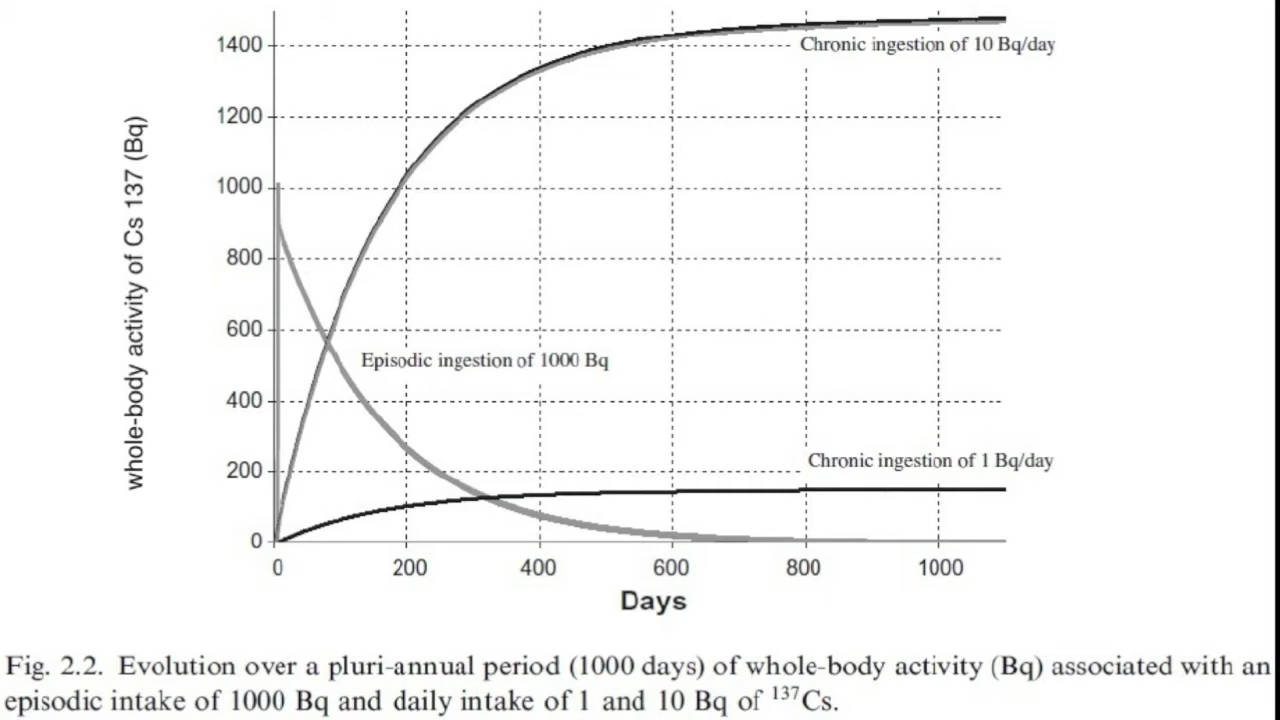 1400
Chronic ingestion of 10 Bq/day
1200
1000
800
600
Episodic ingestion of 1000 Bq
400
Chronic ingestion of 1 Bq/day
200
0
whole-body activity of Cs 137 (Bq)
0 200 400 600 800 1000
Days
Fig. 2.2. Evolution over a pluri-annual period (1000 days) of whole-body activity (Bq) associated with an
episodic intake of 1000 Bq and daily intake of 1 and 10 Bq of ¹³⁷Cs.